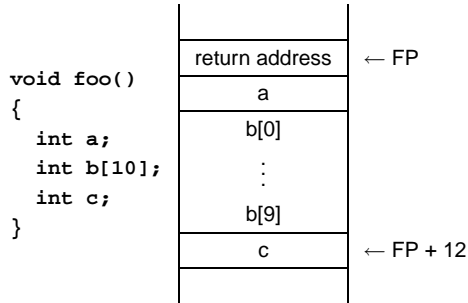 void foo()
{
int a;
int b[10];
int c;
}
return address ← FP
a
b[0]
⋮
b[9]
c ← FP + 12